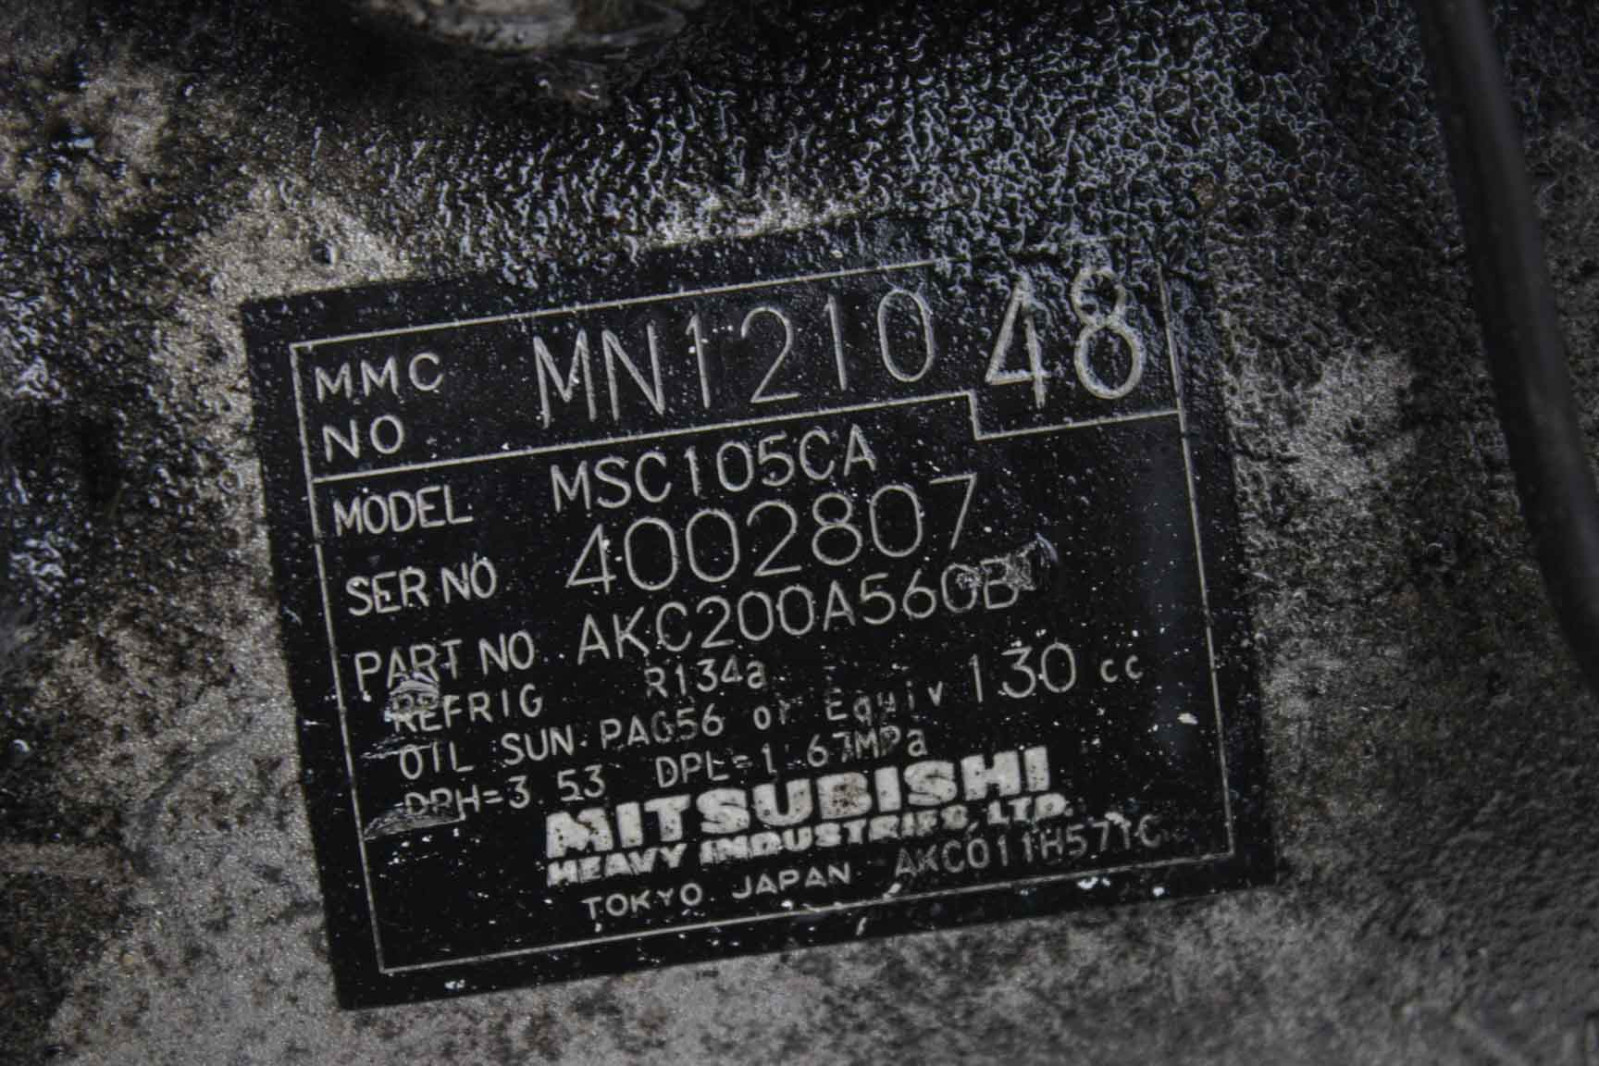 MMC NO MN121048
MODEL MSC105CA
SER NO 4002807
PART NO AKC200A560B
REFRIG R134a
OIL SUN PAG56 or Equiv 130 cc
DPH=3.53 DPL=1.67MPa
MITSUBISHI
HEAVY INDUSTRIES, LTD.
TOKYO JAPAN AKC011H571C